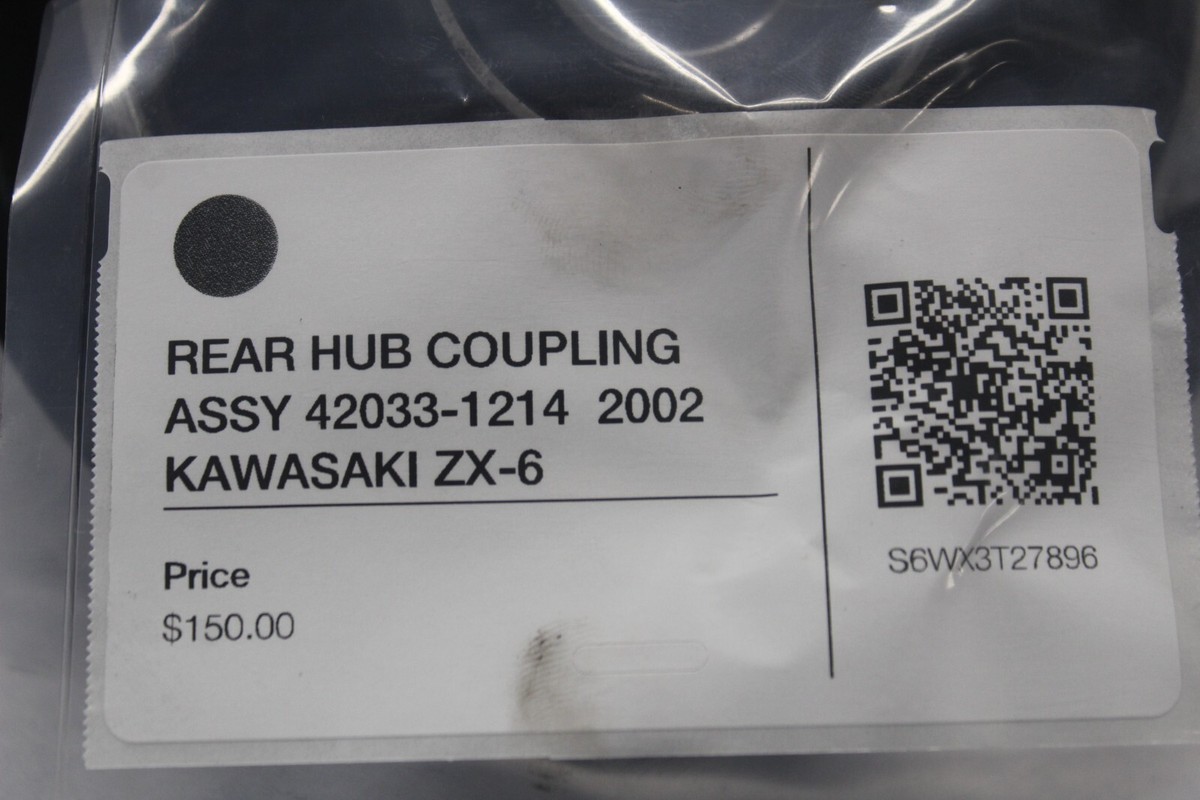 REAR HUB COUPLING
ASSY 42033-1214 2002
KAWASAKI ZX-6
Price
$150.00
S6WX3T27896